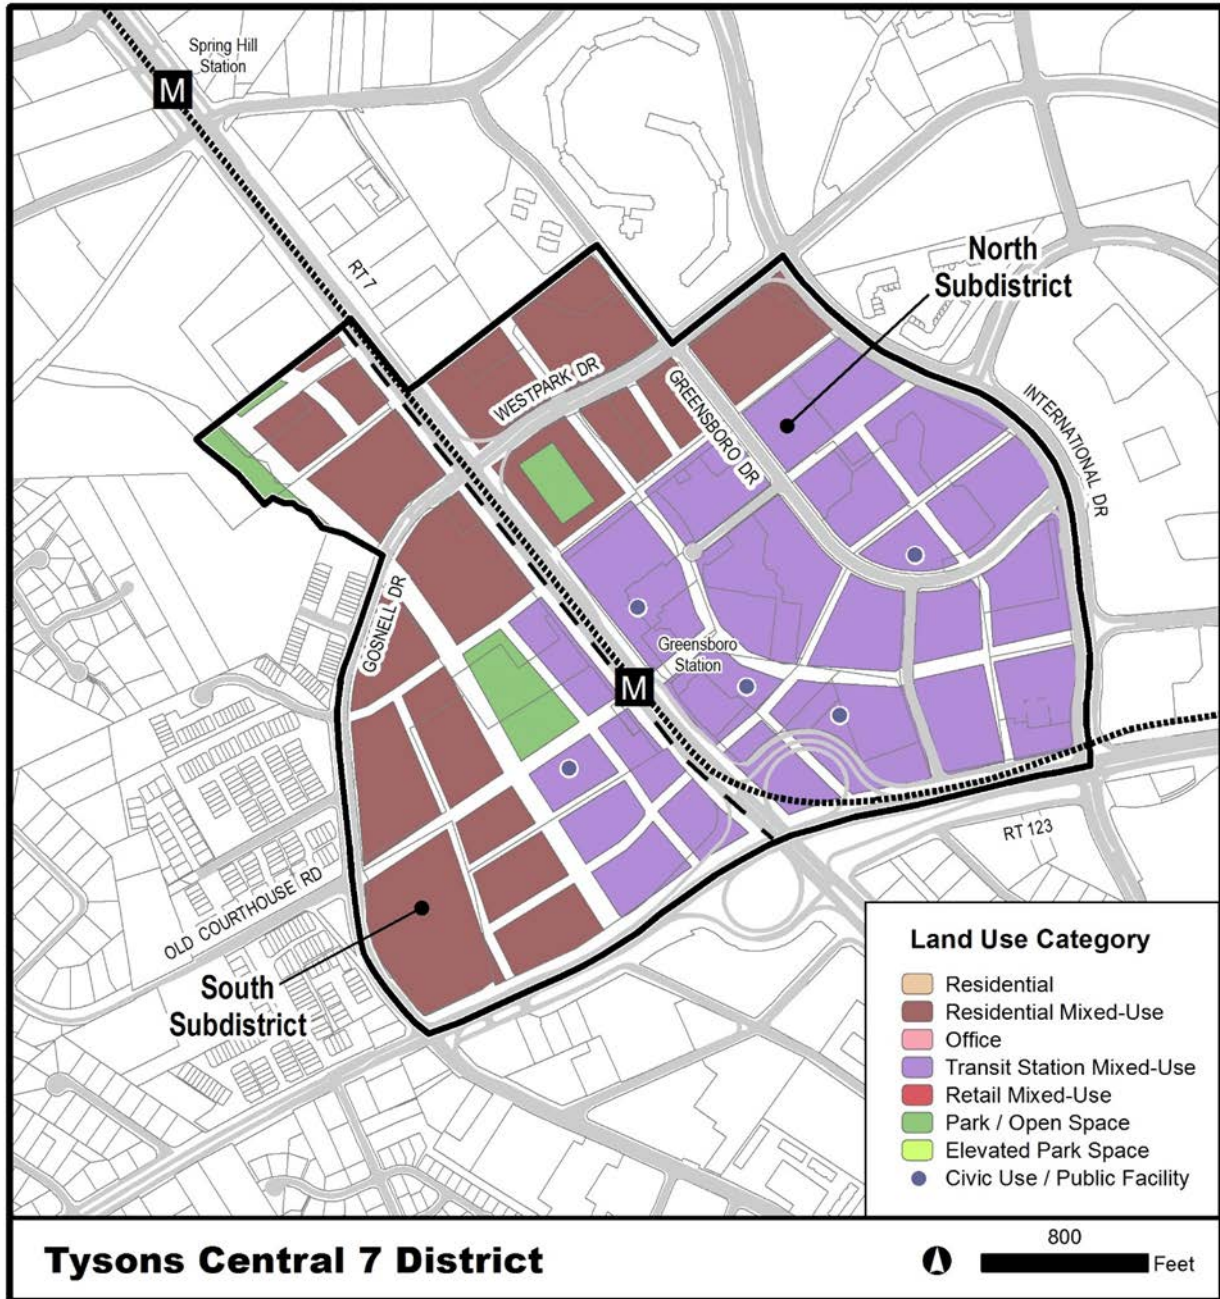 Spring Hill
Station
M
RT 7
North
Subdistrict
WESTPARK DR
GREENSBORO DR
INTERNATIONAL DR
GOSNELL DR
Greensboro
Station
M
RT 123
OLD COURTHOUSE RD
South
Subdistrict
Land Use Category
Residential
Residential Mixed-Use
Office
Transit Station Mixed-Use
Retail Mixed-Use
Park / Open Space
Elevated Park Space
Civic Use / Public Facility
Tysons Central 7 District
800
Feet